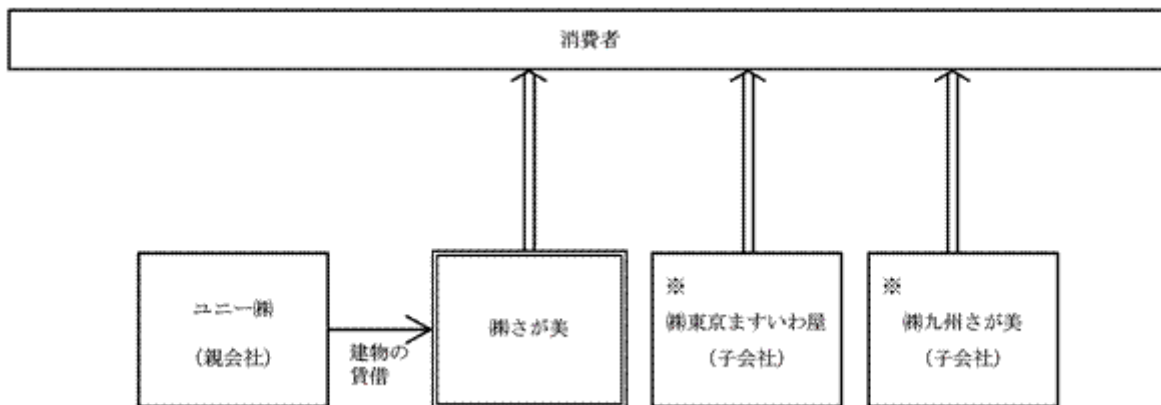 消費者
ユニー㈱
(親会社)
建物の
賃借
㈱さが美
※
㈱東京ますいわ屋
(子会社)
※
㈱九州さが美
(子会社)